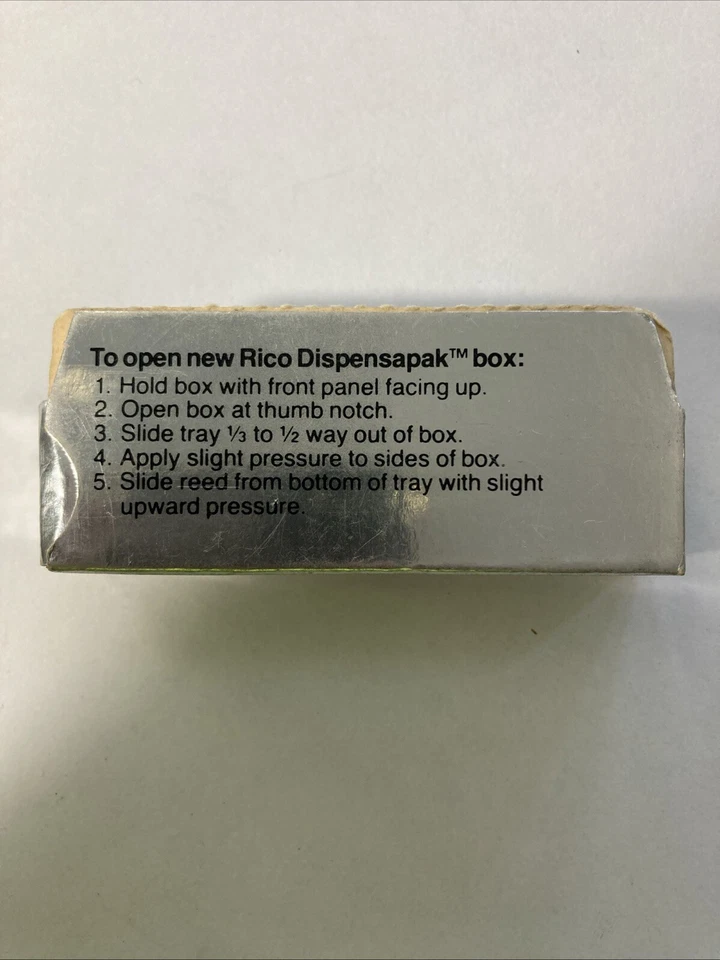 To open new Rico Dispensapak™ box:
1. Hold box with front panel facing up.
2. Open box at thumb notch.
3. Slide tray ⅓ to ½ way out of box.
4. Apply slight pressure to sides of box.
5. Slide reed from bottom of tray with slight
upward pressure.